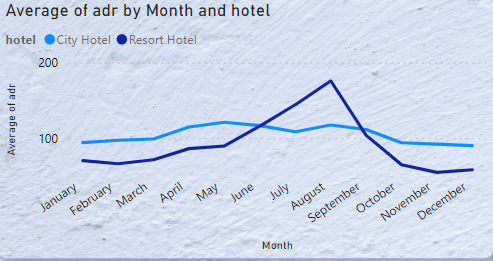 Average of adr by Month and hotel
hotel City Hotel Resort Hotel
200
100
Average of adr
January
February
March
April
May
June
July
August
September
October
November
December
Month